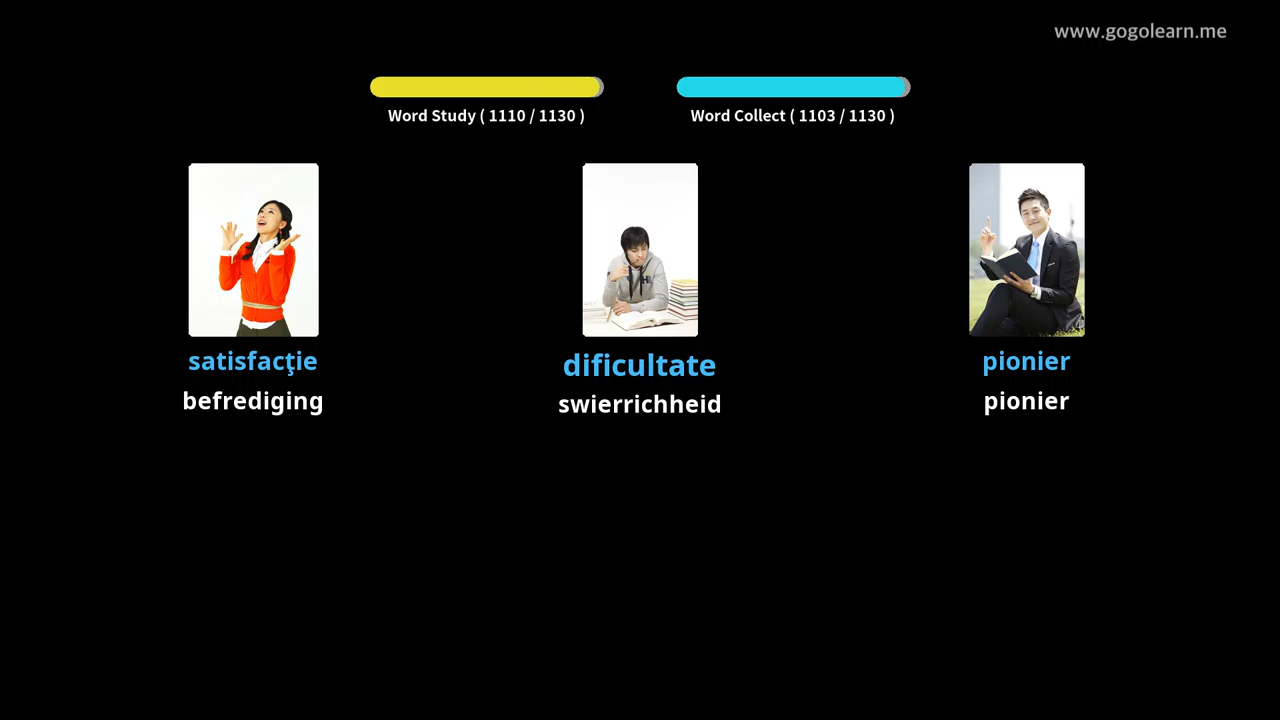 www.gogolearn.me
Word Study ( 1110 / 1130 )
Word Collect ( 1103 / 1130 )
satisfacţie
dificultate
pionier
befrediging
swierrichheid
pionier